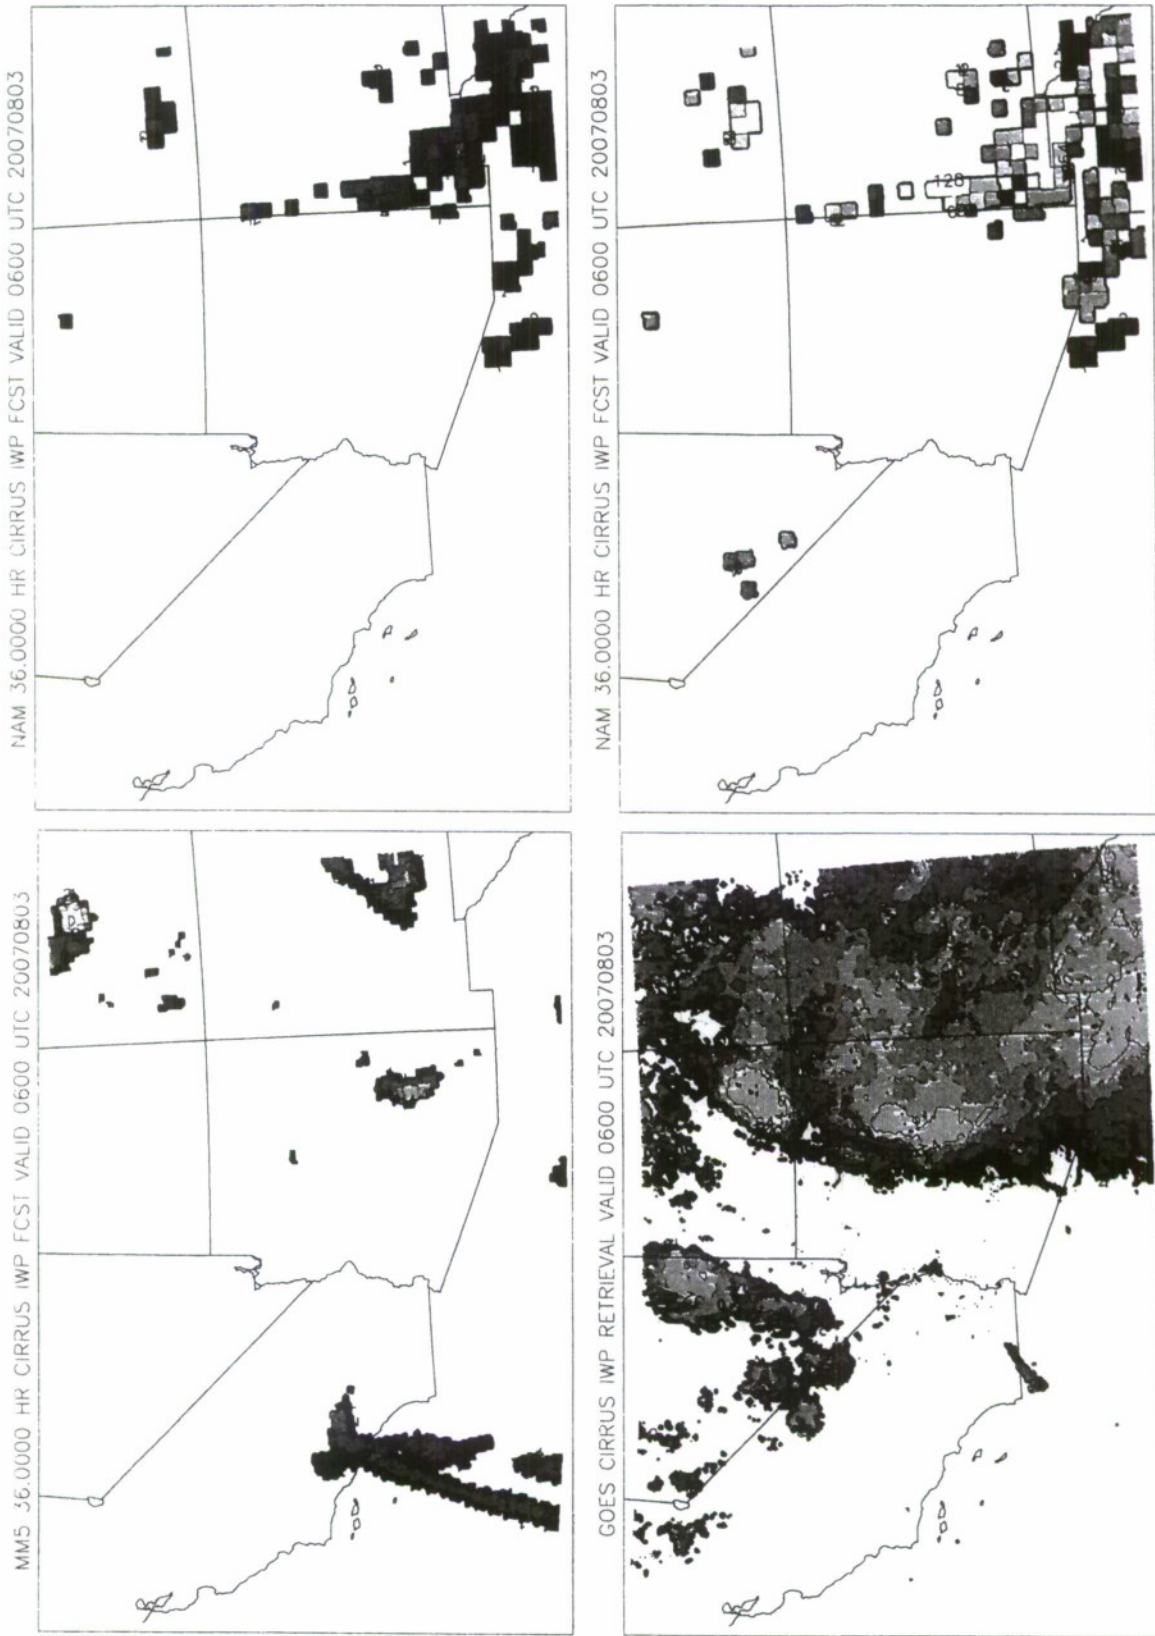 MM5 36.0000 HR CIRRUS IWP FCST VALID 0600 UTC 20070803
NAM 36.0000 HR CIRRUS IWP FCST VALID 0600 UTC 20070803
GOES CIRRUS IWP RETRIEVAL VALID 0600 UTC 20070803
NAM 36.0000 HR CIRRUS IWP FCST VALID 0600 UTC 20070803
128